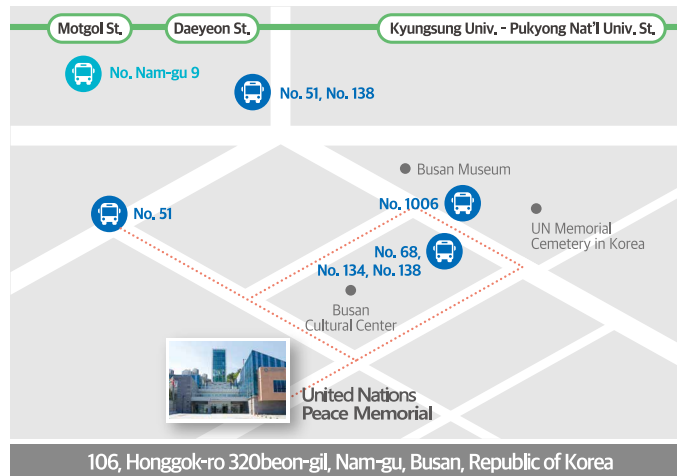 Motgol St.
Daeyeon St.
Kyungsung Univ. - Pukyong Nat'l Univ. St.
No. Nam-gu 9
No. 51, No. 138
Busan Museum
No. 51
No. 1006
UN Memorial
Cemetery in Korea
No. 68,
No. 134, No. 138
Busan
Cultural Center
United Nations
Peace Memorial
106, Honggok-ro 320beon-gil, Nam-gu, Busan, Republic of Korea